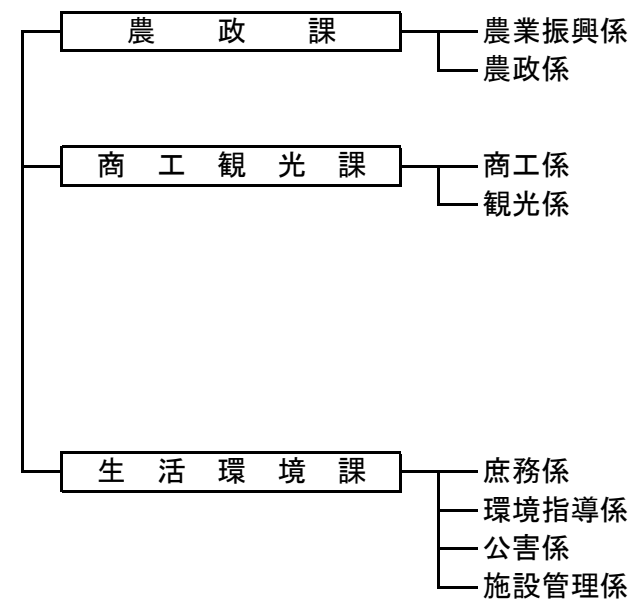 農政課
農業振興係
農政係
商工観光課
商工係
観光係
生活環境課
庶務係
環境指導係
公害係
施設管理係